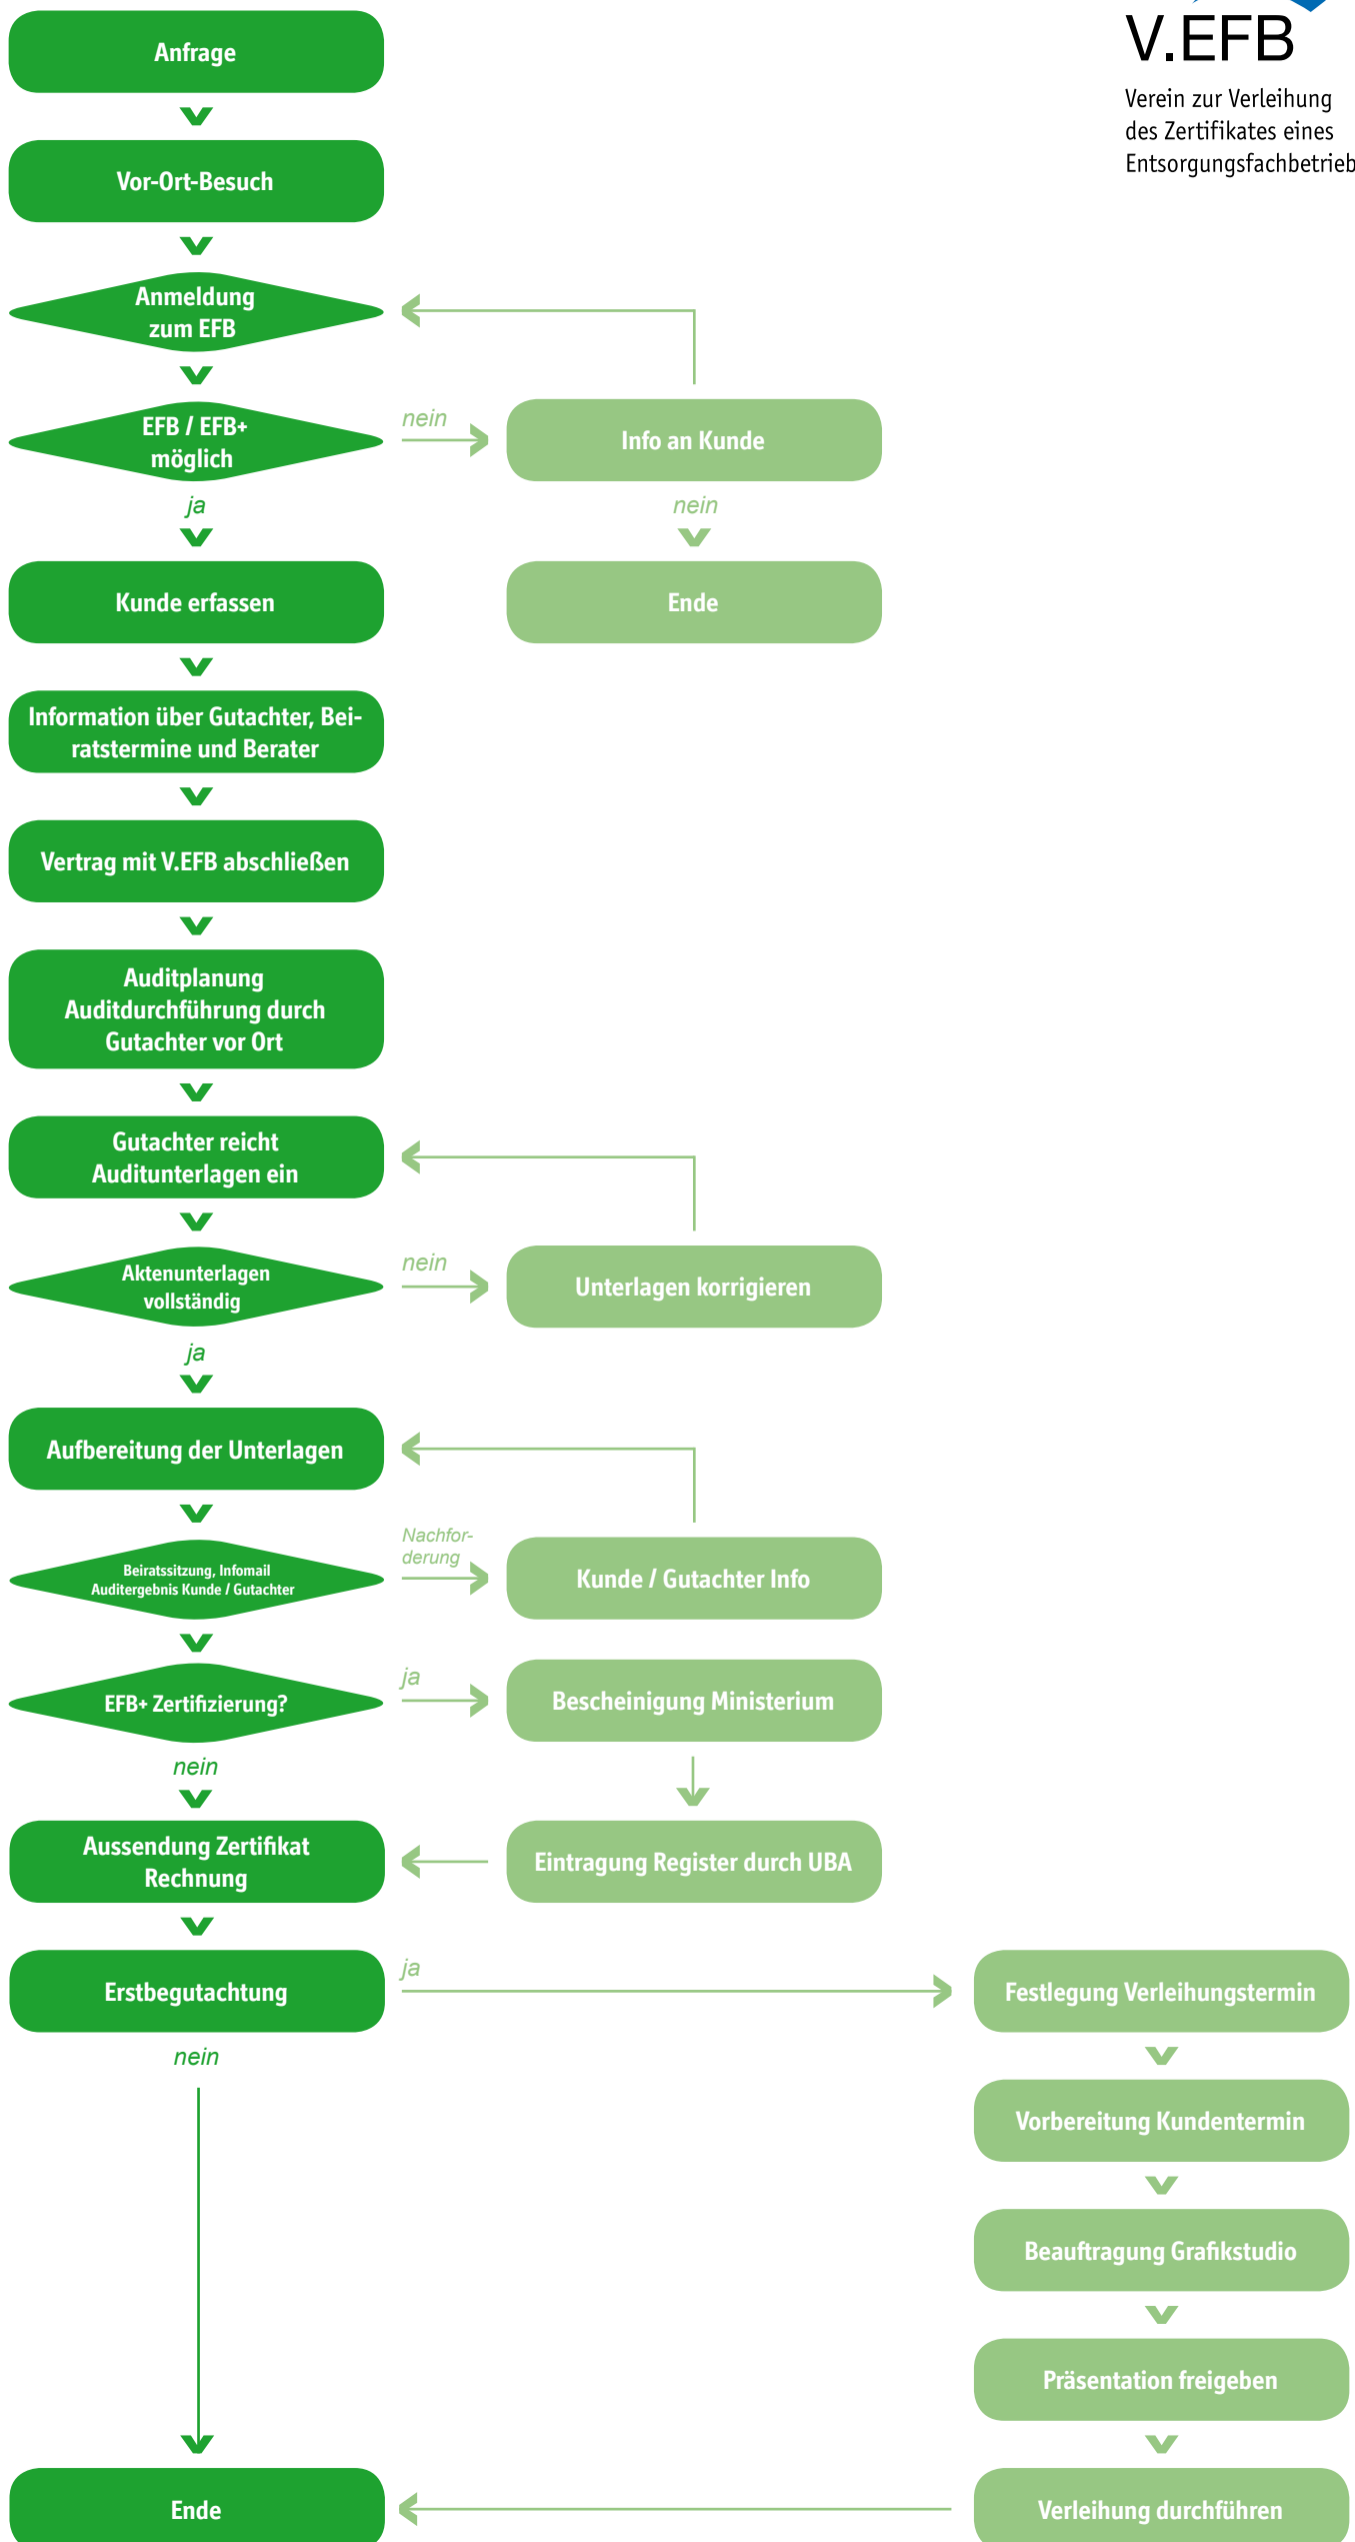 V.EFB
Verein zur Verleihung
des Zertifikates eines
Entsorgungsfachbetrieb
Anfrage
Vor-Ort-Besuch
Anmeldung
zum EFB
EFB / EFB+
möglich
nein
Info an Kunde
ja
nein
Kunde erfassen
Ende
Information über Gutachter, Bei-
ratstermine und Berater
Vertrag mit V.EFB abschließen
Auditplanung
Auditdurchführung durch
Gutachter vor Ort
Gutachter reicht
Auditunterlagen ein
Aktenunterlagen
vollständig
nein
Unterlagen korrigieren
ja
Aufbereitung der Unterlagen
Beiratssitzung, Infomail
Auditergebnis Kunde / Gutachter
Nachfor-
derung
Kunde / Gutachter Info
EFB+ Zertifizierung?
ja
Bescheinigung Ministerium
nein
Aussendung Zertifikat
Rechnung
Eintragung Register durch UBA
Erstbegutachtung
ja
Festlegung Verleihungstermin
nein
Vorbereitung Kundentermin
Beauftragung Grafikstudio
Präsentation freigeben
Ende
Verleihung durchführen